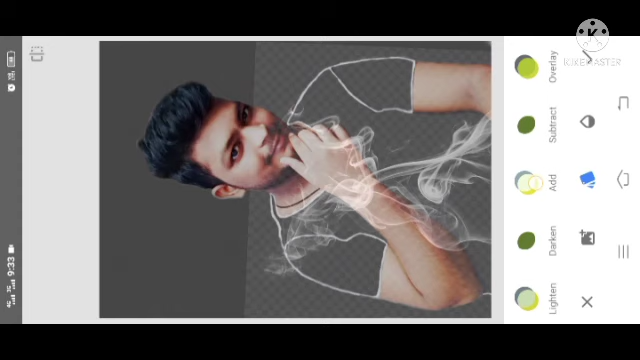 9:33
Overlay
Subtract
Add
Darken
Lighten
K
KINEMASTER